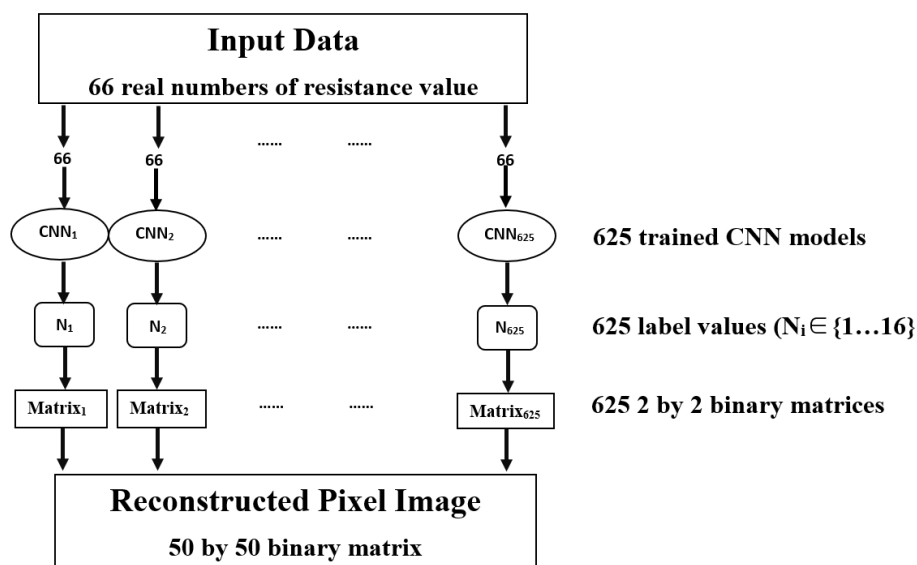 Input Data
66 real numbers of resistance value
66 66 ...... ...... 66
CNN₁ CNN₂ ...... ...... CNN₆₂₅ 625 trained CNN models
N₁ N₂ ...... ...... N₆₂₅ 625 label values (Nᵢ ∈ {1…16}
Matrix₁ Matrix₂ ...... ...... Matrix₆₂₅ 625 2 by 2 binary matrices
Reconstructed Pixel Image
50 by 50 binary matrix